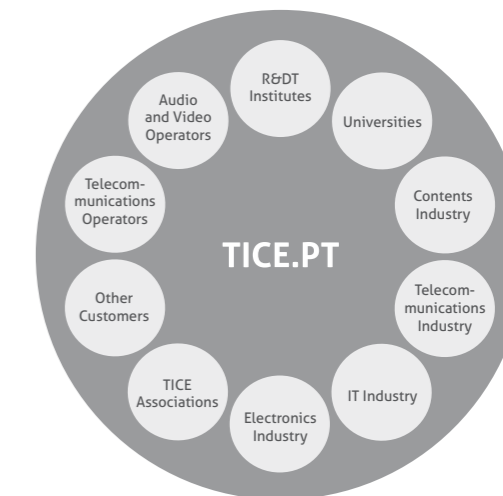 R&DT
Institutes
Universities
Contents
Industry
Telecom-
munications
Industry
IT Industry
Electronics
Industry
TICE
Associations
Other
Customers
Telecom-
munications
Operators
Audio
and Video
Operators
TICE.PT